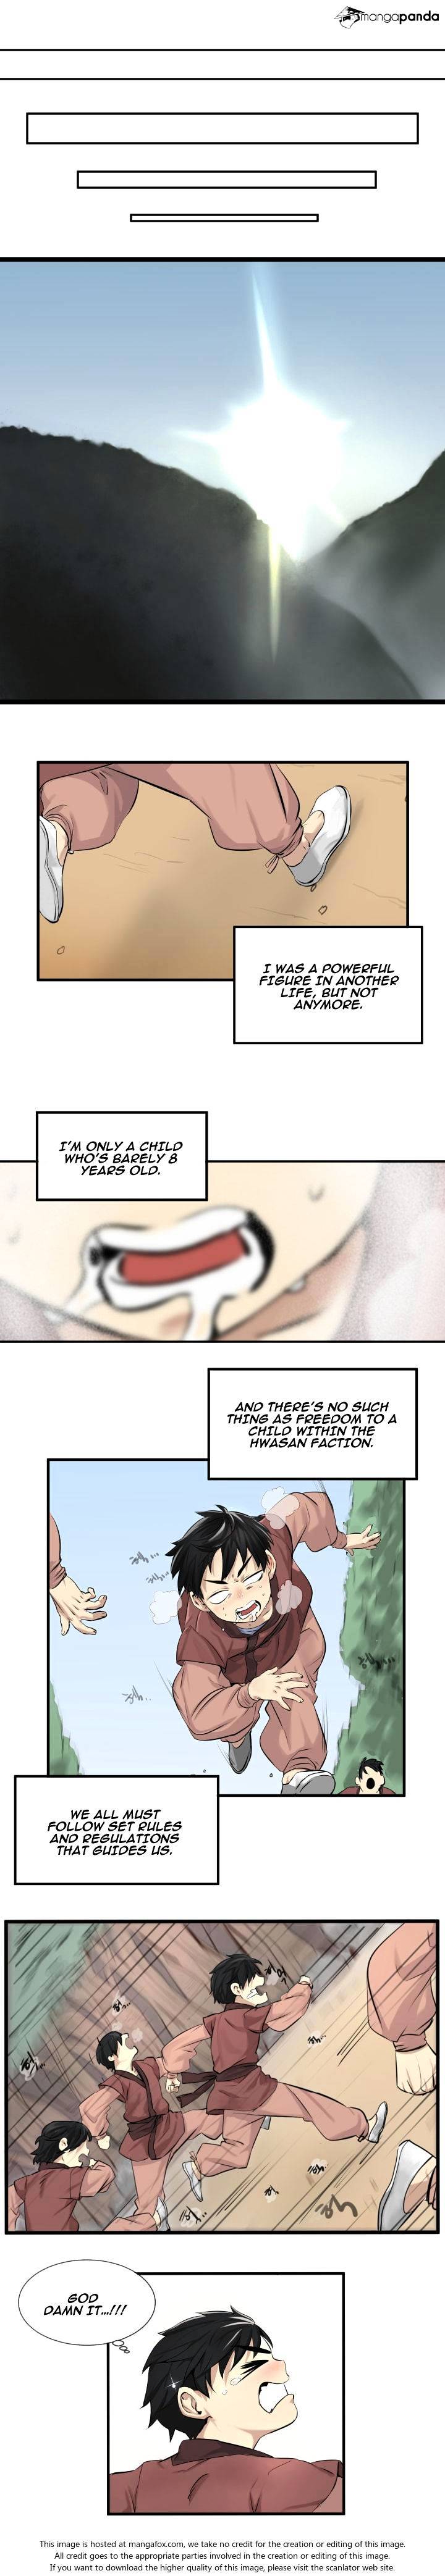 mangapanda
I WAS A POWERFUL
FIGURE IN ANOTHER
LIFE, BUT NOT
ANYMORE.
I'M ONLY A CHILD
WHO'S BARELY 8
YEARS OLD.
AND THERE'S NO SUCH
THING AS FREEDOM TO A
CHILD WITHIN THE
HWASAN FACTION.
WE ALL MUST
FOLLOW SET RULES
AND REGULATIONS
THAT GUIDES US.
GOD
DAMN IT...!!!
This image is hosted at mangafox.com, we take no credit for the creation or editing of this image.
All credit goes to the appropriate parties involved in the creation or editing of this image.
If you want to download the higher quality of this image, please visit the scanlator web site.